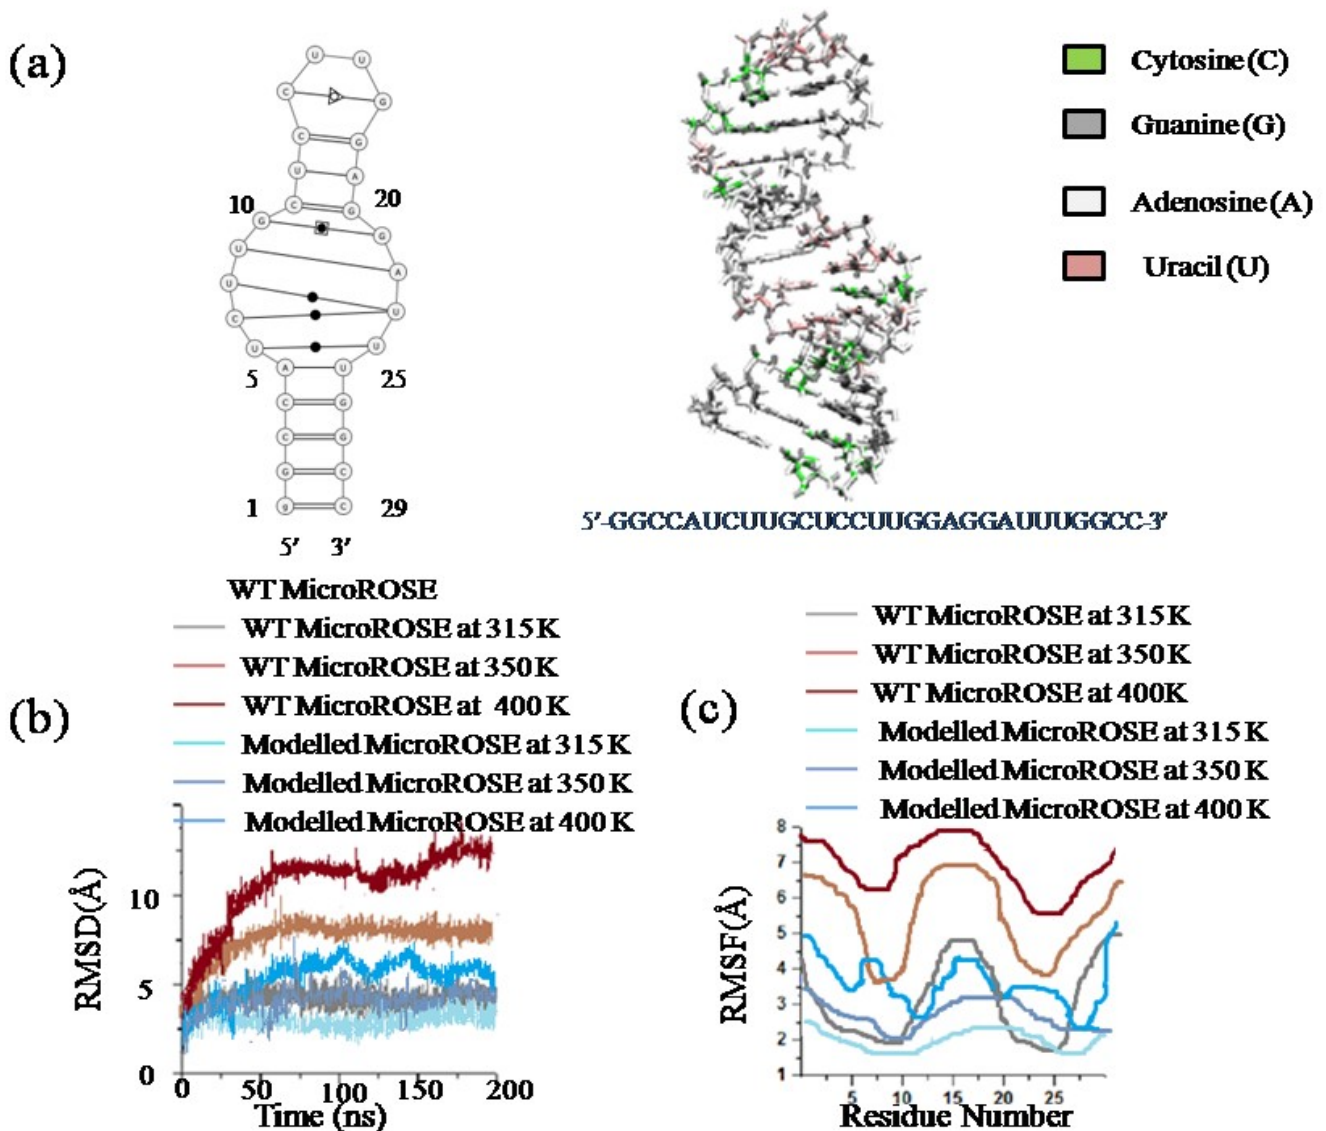 (a)
U U
C G
C G
U A
C G
10 20
G G
U A
U U
C
U U
A U
5 25
C G
C G
G C
1 g C 29
5′ 3′
WT MicroROSE
Cytosine (C)
Guanine (G)
Adenosine (A)
Uracil (U)
5′-GGCCAUCUUGCUCCUUGGAGGAUUUGGCC-3′
(b)
WT MicroROSE at 315 K
WT MicroROSE at 350 K
WT MicroROSE at 400 K
Modelled MicroROSE at 315 K
Modelled MicroROSE at 350 K
Modelled MicroROSE at 400 K
RMSD(Å)
10
5
0
0 50 100 150 200
Time (ns)
(c)
WT MicroROSE at 315 K
WT MicroROSE at 350 K
WT MicroROSE at 400K
Modelled MicroROSE at 315 K
Modelled MicroROSE at 350 K
Modelled MicroROSE at 400 K
RMSF(Å)
8
7
6
5
4
3
2
1
5 10 15 20 25
Residue Number